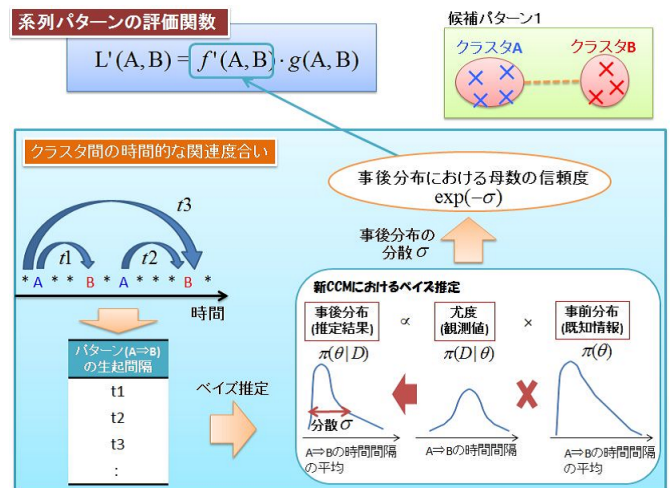 系列パターンの評価関数
L'(A,B) = f'(A,B)·g(A,B)
候補パターン1
クラスタA
クラスタB
クラスタ間の時間的な関連度合い
t3
t1
t2
* A * * B * A * * * B *
時間
パターン(A⇒B)
の生起間隔
t1
t2
t3
:
ベイズ推定
事後分布における母数の信頼度
exp(−σ)
事後分布の
分散σ
新CCMにおけるベイズ推定
事後分布
(推定結果)
∝
尤度
(観測値)
×
事前分布
(既知情報)
π(θ|D)
π(D|θ)
π(θ)
分散σ
A⇒Bの時間間隔
の平均
A⇒Bの時間間隔
A⇒Bの時間間隔
の平均